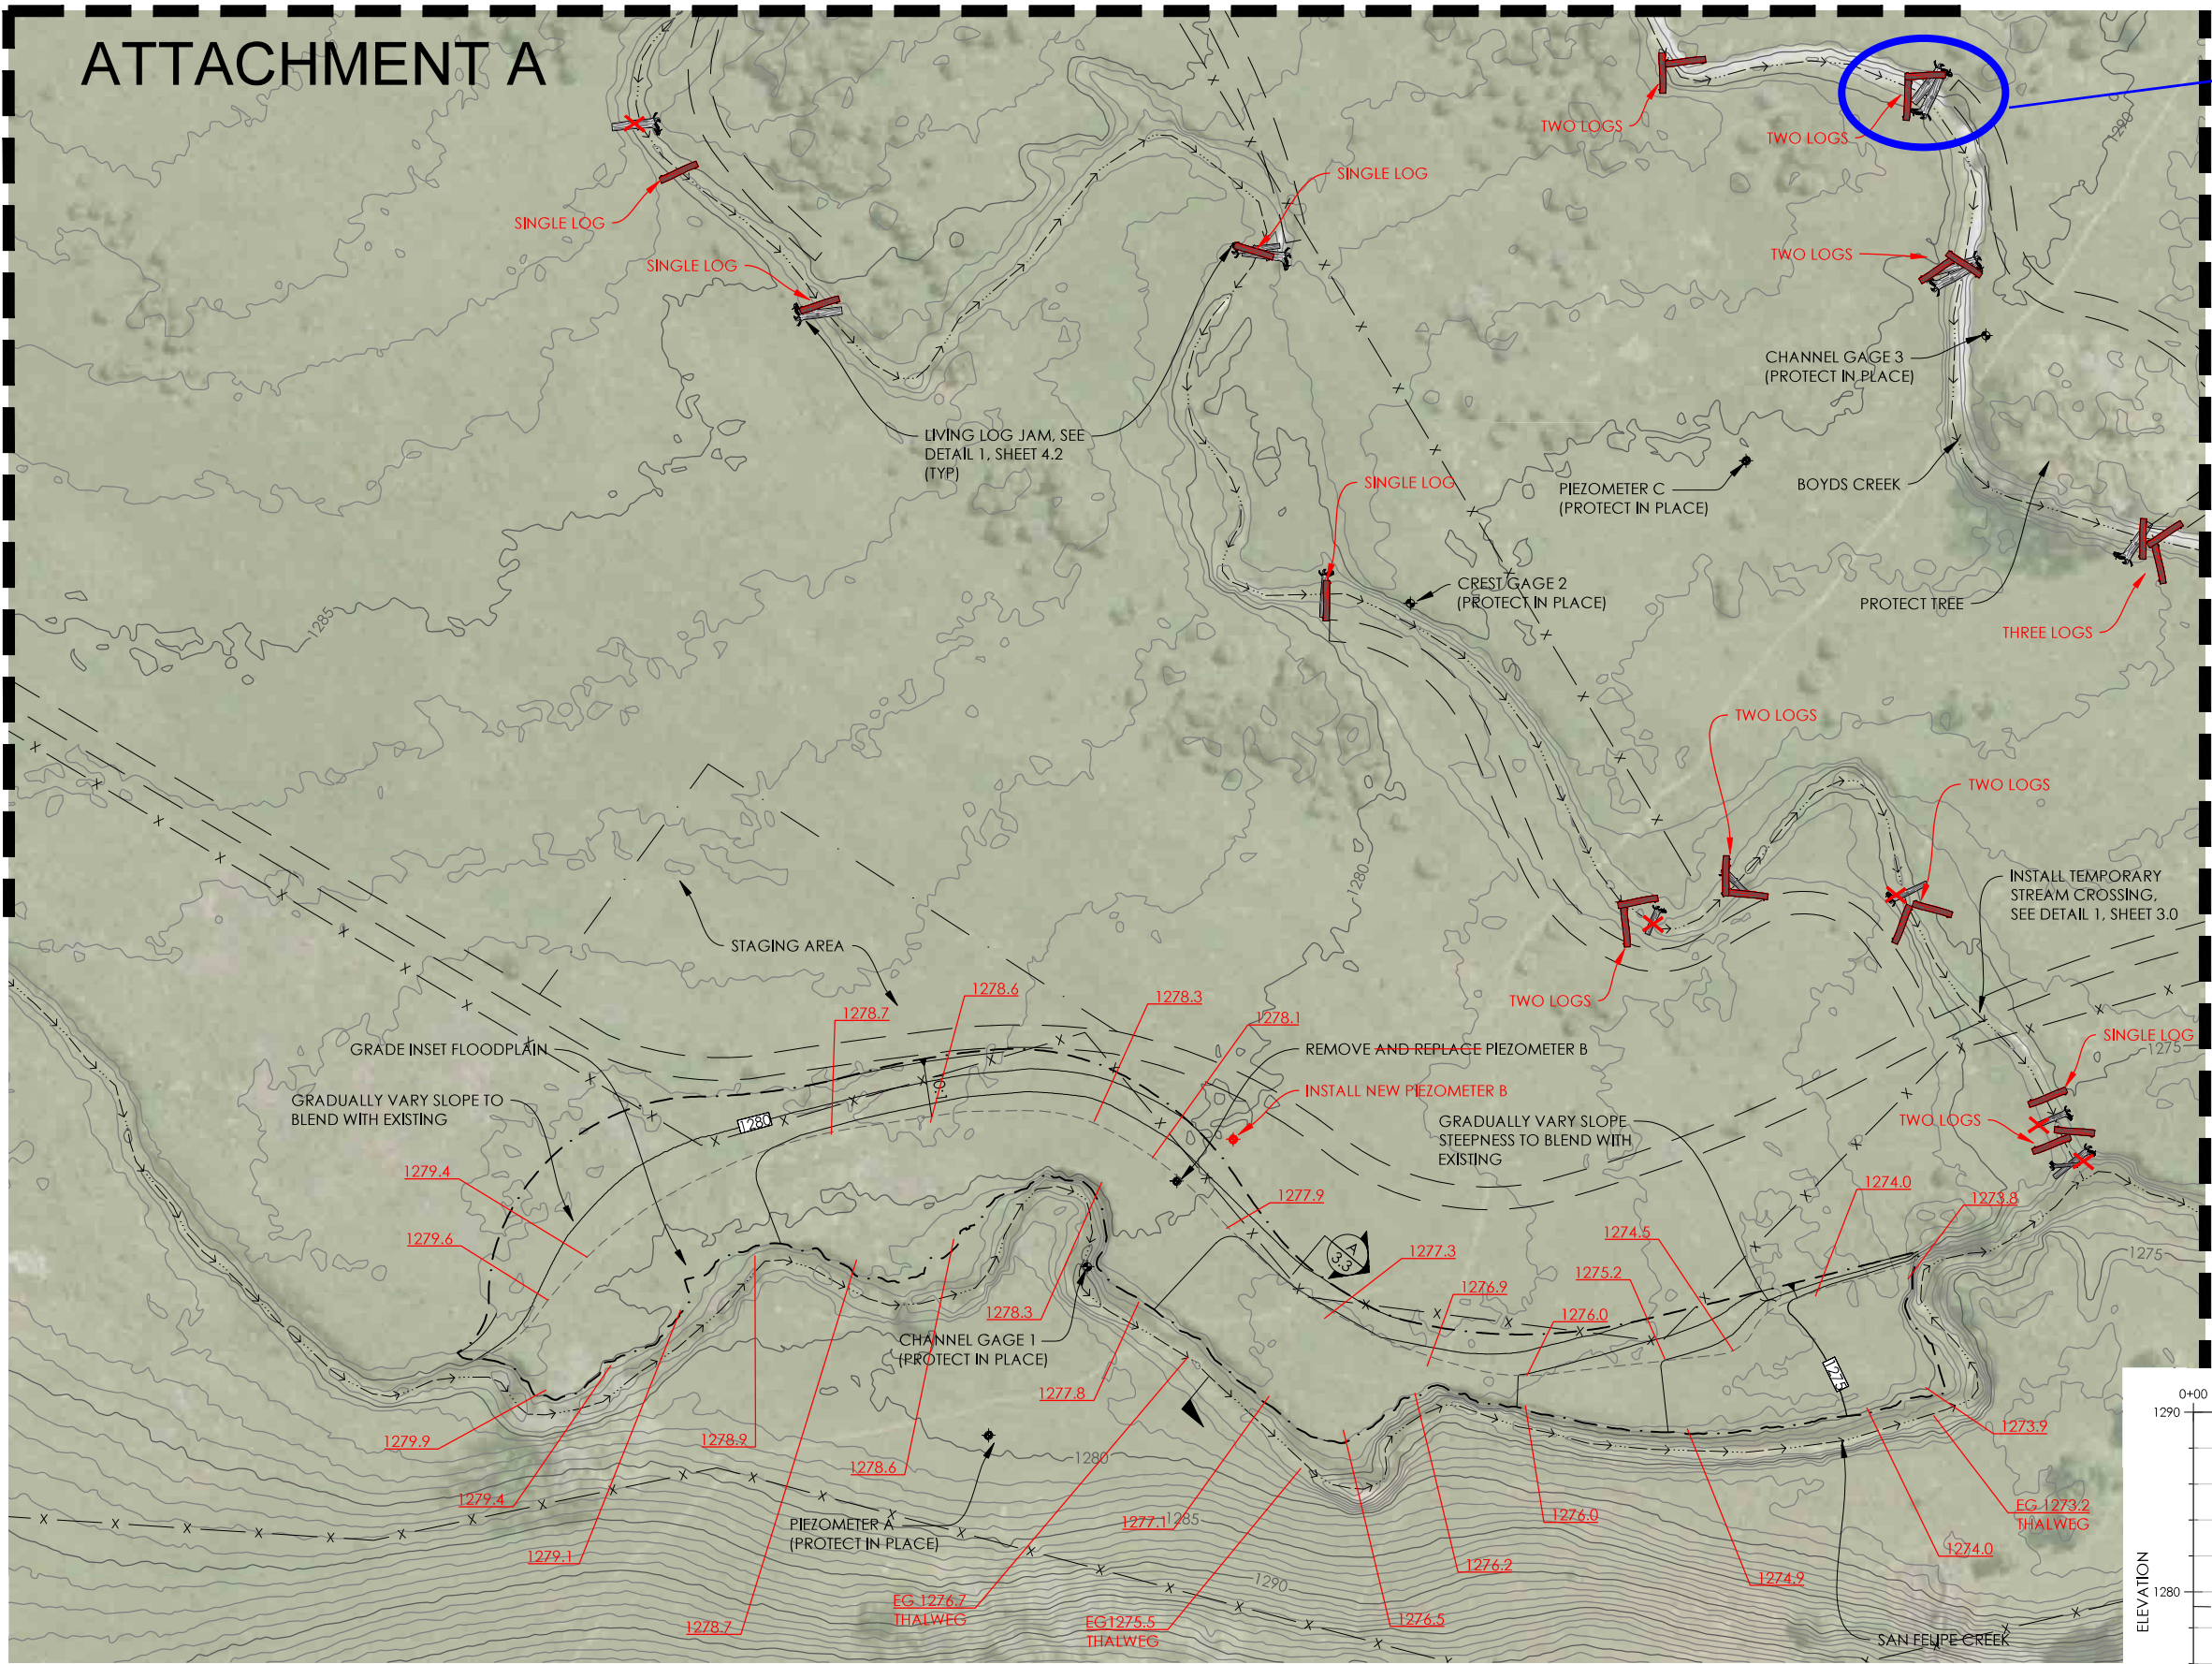 ATTACHMENT A
TWO LOGS
TWO LOGS
1290
SINGLE LOG
SINGLE LOG
SINGLE LOG
TWO LOGS
CHANNEL GAGE 3
(PROTECT IN PLACE)
LIVING LOG JAM, SEE
DETAIL 1, SHEET 4.2
(TYP)
SINGLE LOG
PIEZOMETER C
(PROTECT IN PLACE)
BOYDS CREEK
CREST GAGE 2
(PROTECT IN PLACE)
PROTECT TREE
THREE LOGS
1285
TWO LOGS
TWO LOGS
1280
INSTALL TEMPORARY
STREAM CROSSING,
SEE DETAIL 1, SHEET 3.0
STAGING AREA
TWO LOGS
1278.7
1278.6
1278.3
1278.1
SINGLE LOG
1275
GRADE INSET FLOODPLAIN
REMOVE AND REPLACE PIEZOMETER B
INSTALL NEW PIEZOMETER B
GRADUALLY VARY SLOPE TO
BLEND WITH EXISTING
10:1
1280
GRADUALLY VARY SLOPE
STEEPNESS TO BLEND WITH
EXISTING
TWO LOGS
1279.4
1279.6
1277.9
1274.0
1273.8
1274.5
1277.3
A
3.3
1275
1275.2
1276.9
1276.0
1278.3
CHANNEL GAGE 1
(PROTECT IN PLACE)
1277.8
1275
0+00
1290
1279.9
1278.9
1278.6
1280
1273.9
1279.4
PIEZOMETER A
(PROTECT IN PLACE)
1277.1
1285
1276.0
EG 1273.2
THALWEG
1279.1
1276.2
1274.9
1274.0
1290
1280
ELEVATION
EG 1276.7
THALWEG
EG1275.5
THALWEG
1278.7
1276.5
SAN FELIPE CREEK